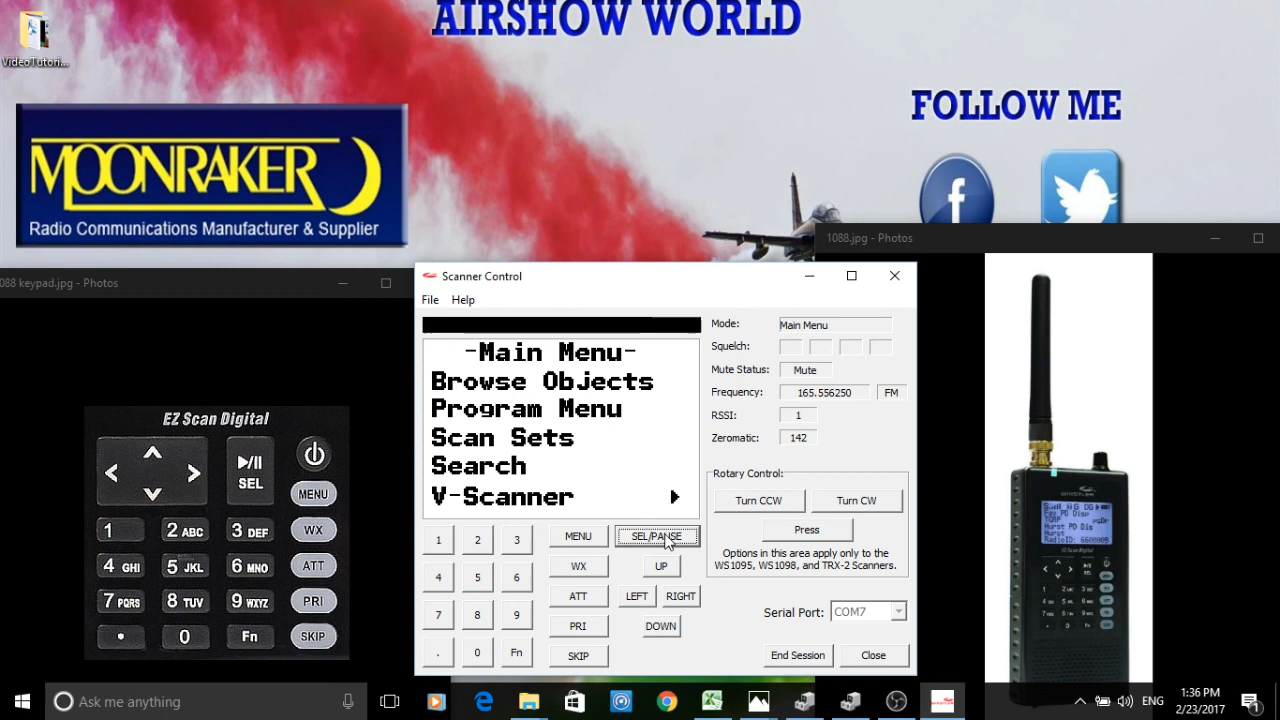 AIRSHOW WORLD
VideoTutori...
FOLLOW ME
MOONRAKER
Radio Communications Manufacturer & Supplier
1088.jpg - Photos
088 keypad.jpg - Photos
Scanner Control
File Help
-Main Menu-
Browse Objects
Program Menu
Scan Sets
Search
V-Scanner
Mode: Main Menu
Squelch:
Mute Status: Mute
Frequency: 165.556250 FM
RSSI: 1
Zeromatic: 142
Rotary Control:
Turn CCW Turn CW
Press
Options in this area apply only to the
WS1095, WS1098, and TRX-2 Scanners.
Serial Port: COM7
End Session Close
1 2 3 MENU SEL/PAUSE
WX UP
4 5 6 ATT LEFT RIGHT
7 8 9 PRI DOWN
. 0 Fn SKIP
EZ Scan Digital
SEL
MENU
1 2 ABC 3 DEF WX
4 GHI 5 JKL 6 MNO ATT
7 PQRS 8 TUV 9 WXYZ PRI
• 0 Fn SKIP
Ask me anything
ENG
1:36 PM
2/23/2017
1